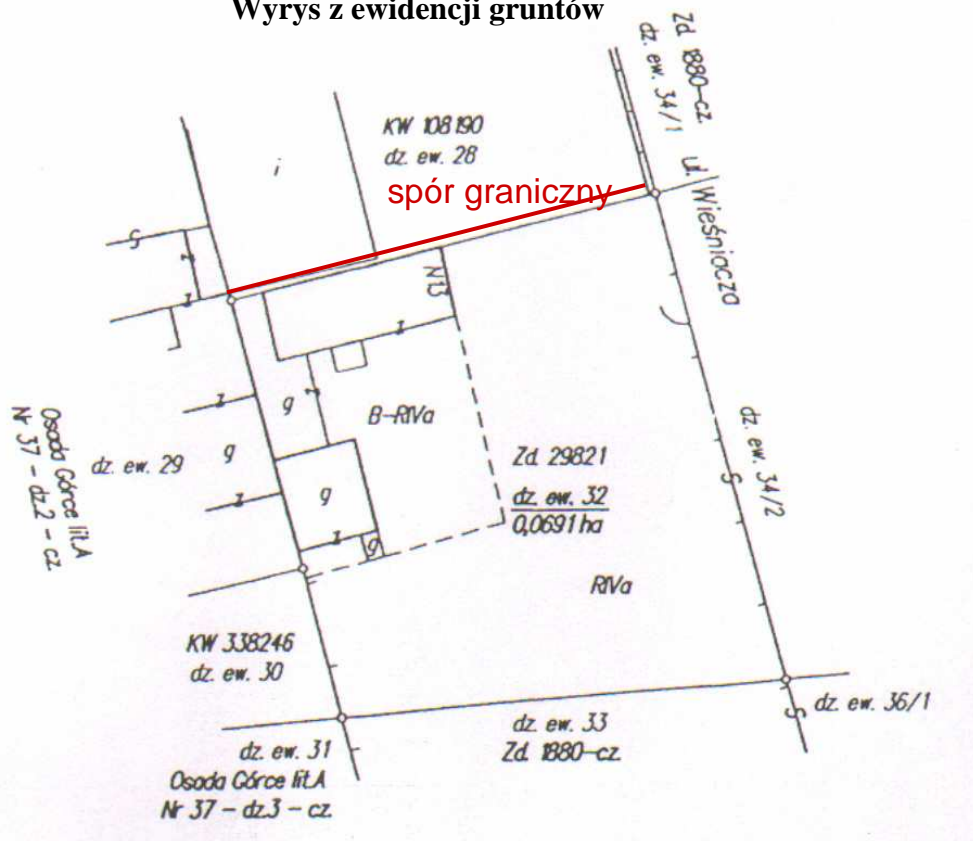 Wyrys z ewidencji gruntów
Zd. 1880-cz.
dz. ew. 34/1
ul. Wieśniacza
KW 108190
dz. ew. 28
i
spór graniczny
N13
g
B-RIVa
dz. ew. 29
g
g
g
Osada Górce lit.A
Nr 37 - dz.2 - cz.
Zd. 29821
dz. ew. 32
0,0691 ha
dz. ew. 34/2
RIVa
KW 338246
dz. ew. 30
dz. ew. 36/1
dz. ew. 33
Zd. 1880-cz.
dz. ew. 31
Osada Górce lit.A
Nr 37 - dz.3 - cz.